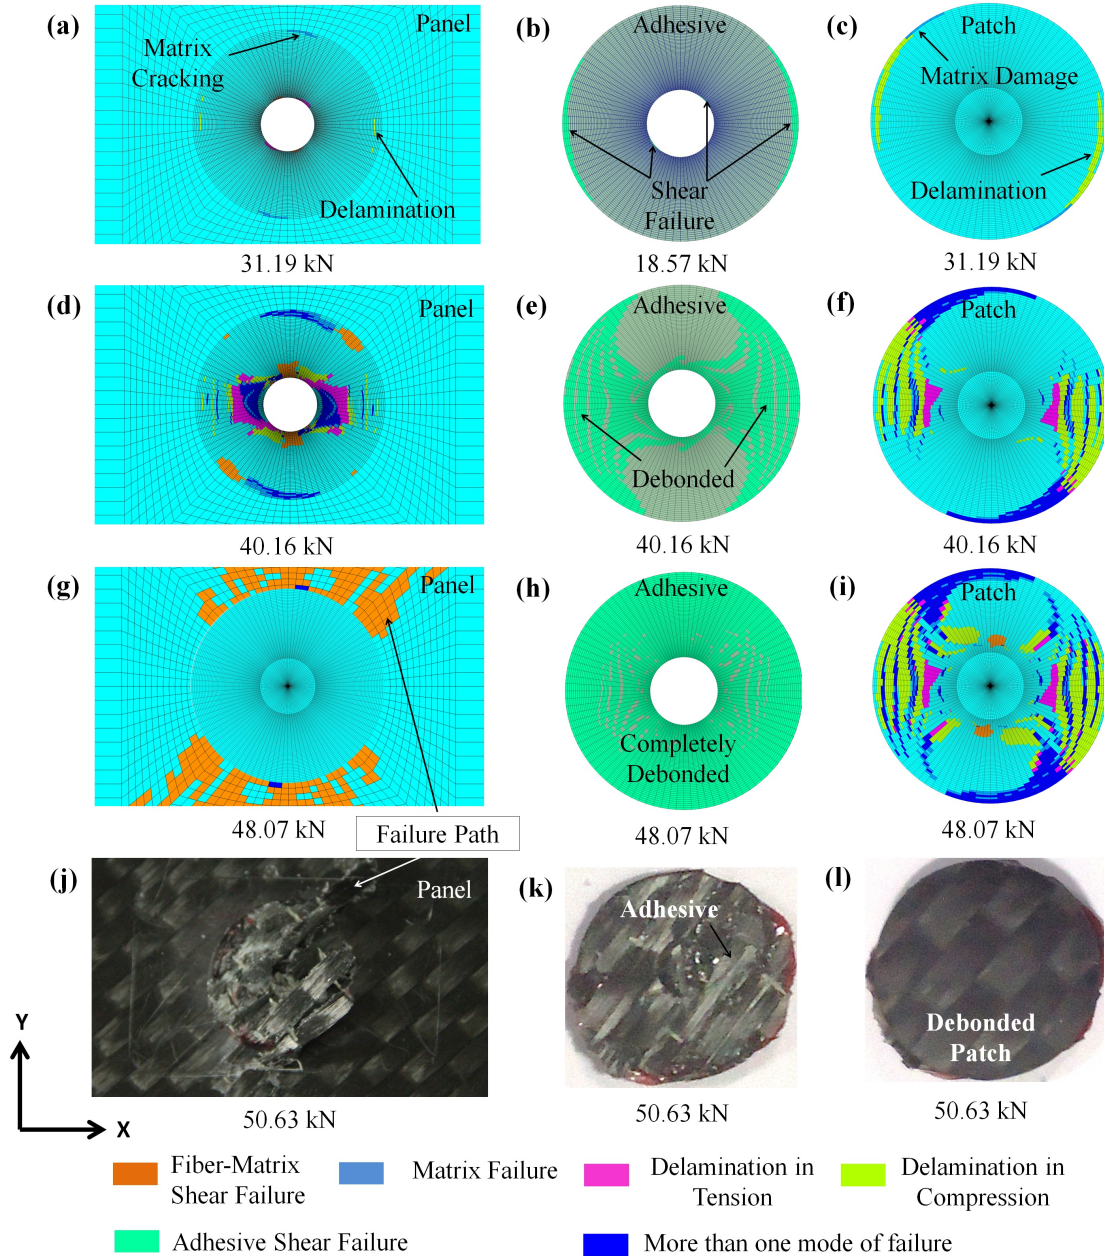 (a)
Panel
Matrix
Cracking
Delamination
31.19 kN
(b)
Adhesive
Shear
Failure
18.57 kN
(c)
Patch
Matrix Damage
Delamination
31.19 kN
(d)
Panel
40.16 kN
(e)
Adhesive
Debonded
40.16 kN
(f)
Patch
40.16 kN
(g)
Panel
48.07 kN
Failure Path
(h)
Adhesive
Completely
Debonded
48.07 kN
(i)
Patch
48.07 kN
(j)
Panel
50.63 kN
(k)
Adhesive
50.63 kN
(l)
Debonded
Patch
50.63 kN
Y
X
Fiber-Matrix
Shear Failure
Matrix Failure
Delamination in
Tension
Delamination in
Compression
Adhesive Shear Failure
More than one mode of failure